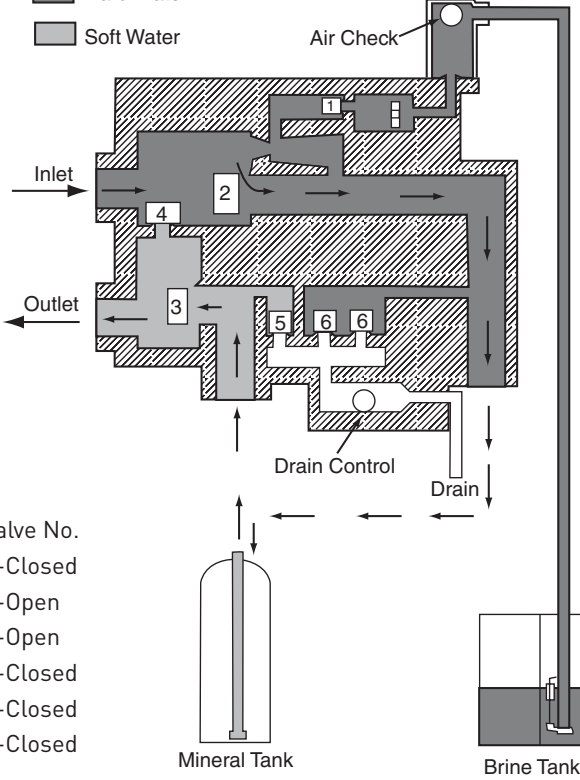 Soft Water
Air Check
1
Inlet
2
4
Outlet
3
5
6
6
Drain Control
Drain
alve No.
-Closed
-Open
-Open
-Closed
-Closed
-Closed
Mineral Tank
Brine Tank